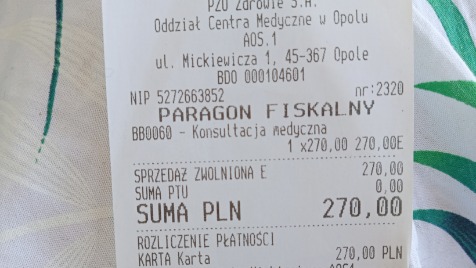 PZU Zdrowie S.A.
Oddział Centra Medyczne w Opolu
AOS.1
ul. Mickiewicza 1, 45-367 Opole
BDO 000104601
NIP 5272663852 nr:2320
PARAGON FISKALNY
BB0060 - Konsultacja medyczna
1 x270,00 270,00E
SPRZEDAŻ ZWOLNIONA E 270,00
SUMA PTU 0,00
SUMA PLN 270,00
ROZLICZENIE PŁATNOŚCI
KARTA Karta 270,00 PLN